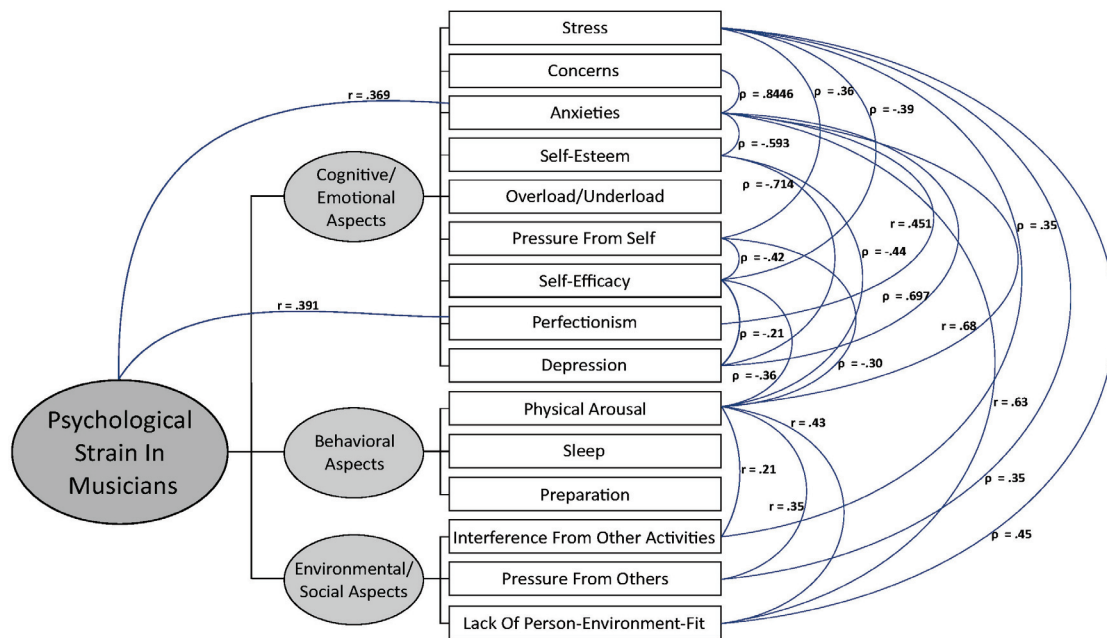 Stress
Concerns
Anxieties
Self-Esteem
Overload/Underload
Pressure From Self
Self-Efficacy
Perfectionism
Depression
Physical Arousal
Sleep
Preparation
Interference From Other Activities
Pressure From Others
Lack Of Person-Environment-Fit
Cognitive/
Emotional
Aspects
Behavioral
Aspects
Environmental/
Social Aspects
Psychological
Strain In
Musicians
r = .369
r = .391
ρ = .8446
ρ = .36
ρ = -.39
ρ = -.593
ρ = -.714
r = .451
ρ = .35
ρ = -.44
ρ = -.42
ρ = .697
ρ = -.21
r = .68
ρ = -.30
ρ = -.36
r = .63
r = .43
r = .21
ρ = .35
r = .35
ρ = .45